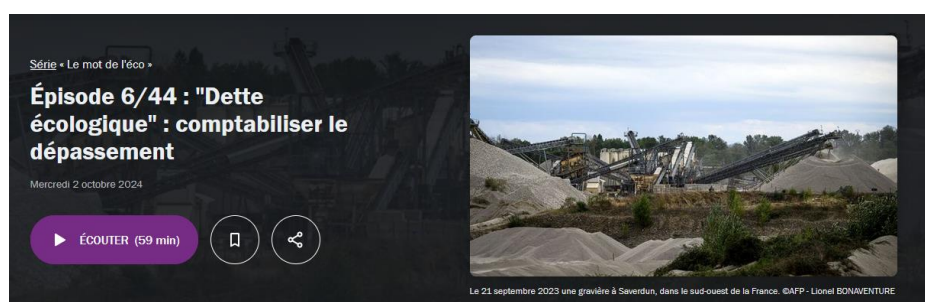 Série « Le mot de l'éco »
Épisode 6/44 : "Dette
écologique" : comptabiliser le
dépassement
Mercredi 2 octobre 2024
ÉCOUTER (59 min)
Le 21 septembre 2023 une gravière à Saverdun, dans le sud-ouest de la France. ©AFP - Lionel BONAVENTURE